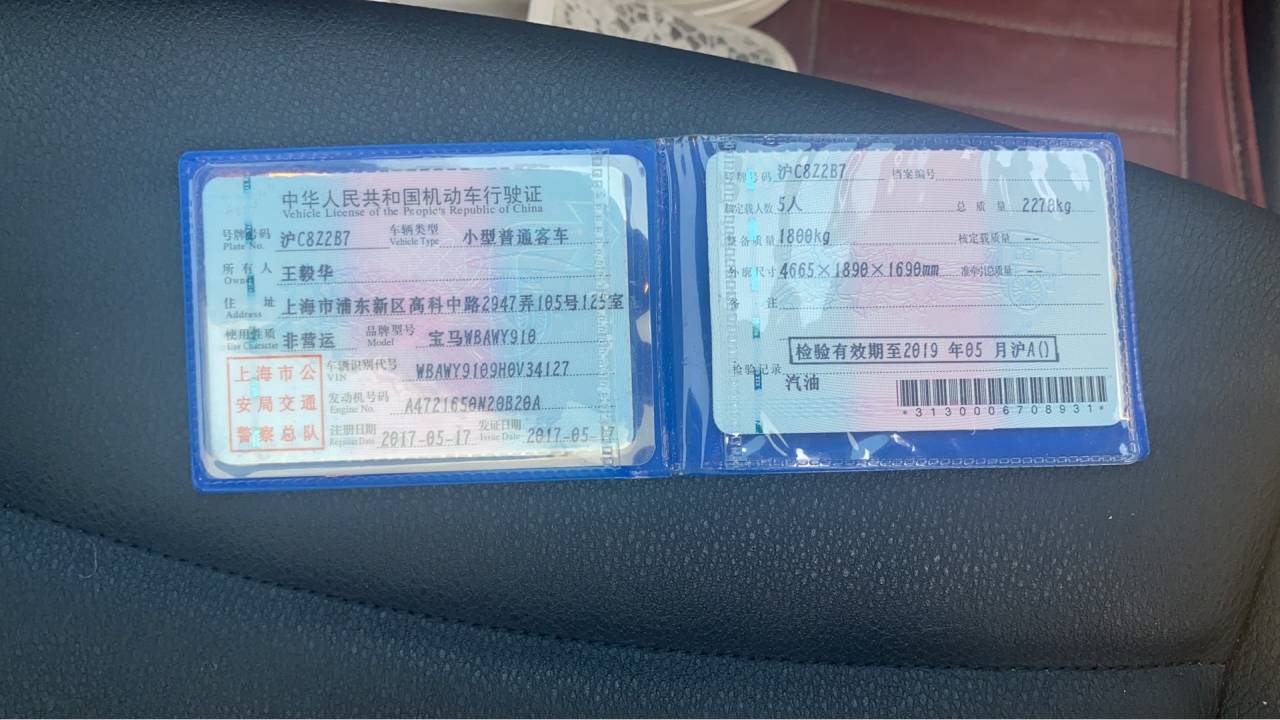 中华人民共和国机动车行驶证
Vehicle License of the People's Republic of China
号牌号码 沪C8Z2B7 车辆类型 小型普通客车
Plate No. Vehicle Type
所有人 王毅华
Owner
住址 上海市浦东新区高科中路2947弄105号125室
Address
使用性质 非营运 品牌型号 宝马WBAWY910
Use Character Model
上海市公安局交通警察总队
车辆识别代号 WBAWY9109H0V34127
VIN
发动机号码 A4721650N20B20A
Engine No.
注册日期 2017-05-17 发证日期 2017-05-17
Register Date Issue Date
号牌号码 沪C8Z2B7 档案编号
核定载人数 5人 总质量 2270kg
整备质量 1800kg 核定载质量 --
外廓尺寸 4665×1890×1690mm 准牵引总质量 --
备注
检验有效期至2019 年05 月沪A()
检验记录
汽油
*3130006708931*